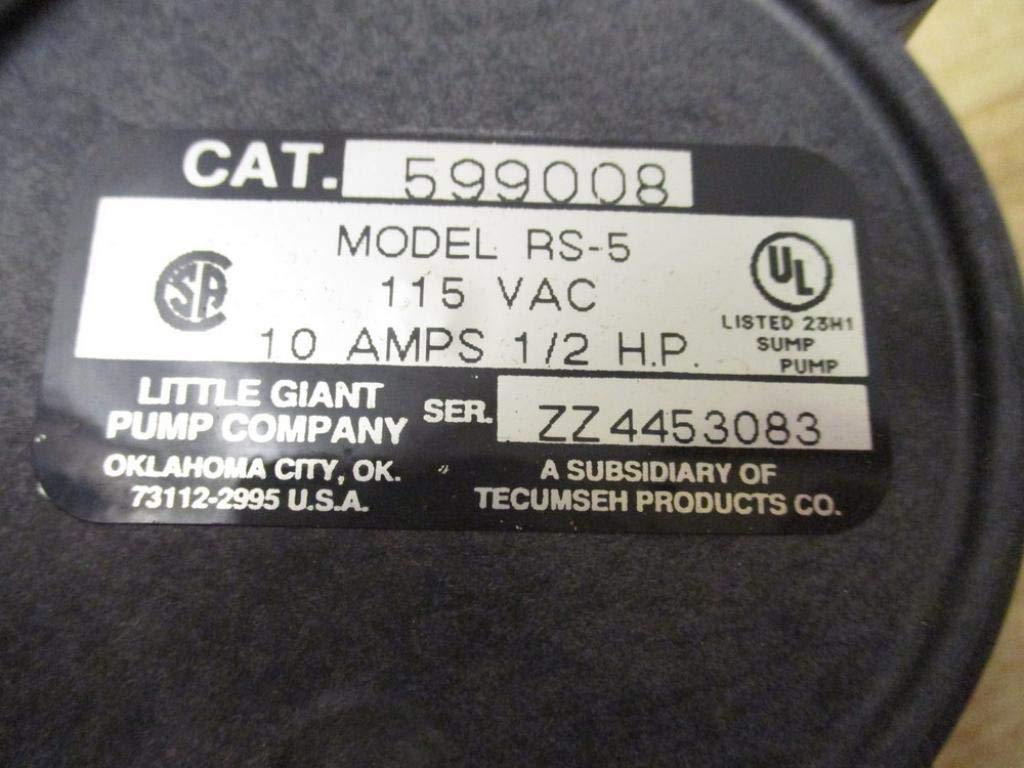 CAT. 599008
MODEL RS-5
115 VAC
10 AMPS 1/2 H.P.
SA
UL
LISTED 23H1
SUMP
PUMP
LITTLE GIANT
PUMP COMPANY
SER. ZZ4453083
OKLAHOMA CITY, OK.
73112-2995 U.S.A.
A SUBSIDIARY OF
TECUMSEH PRODUCTS CO.